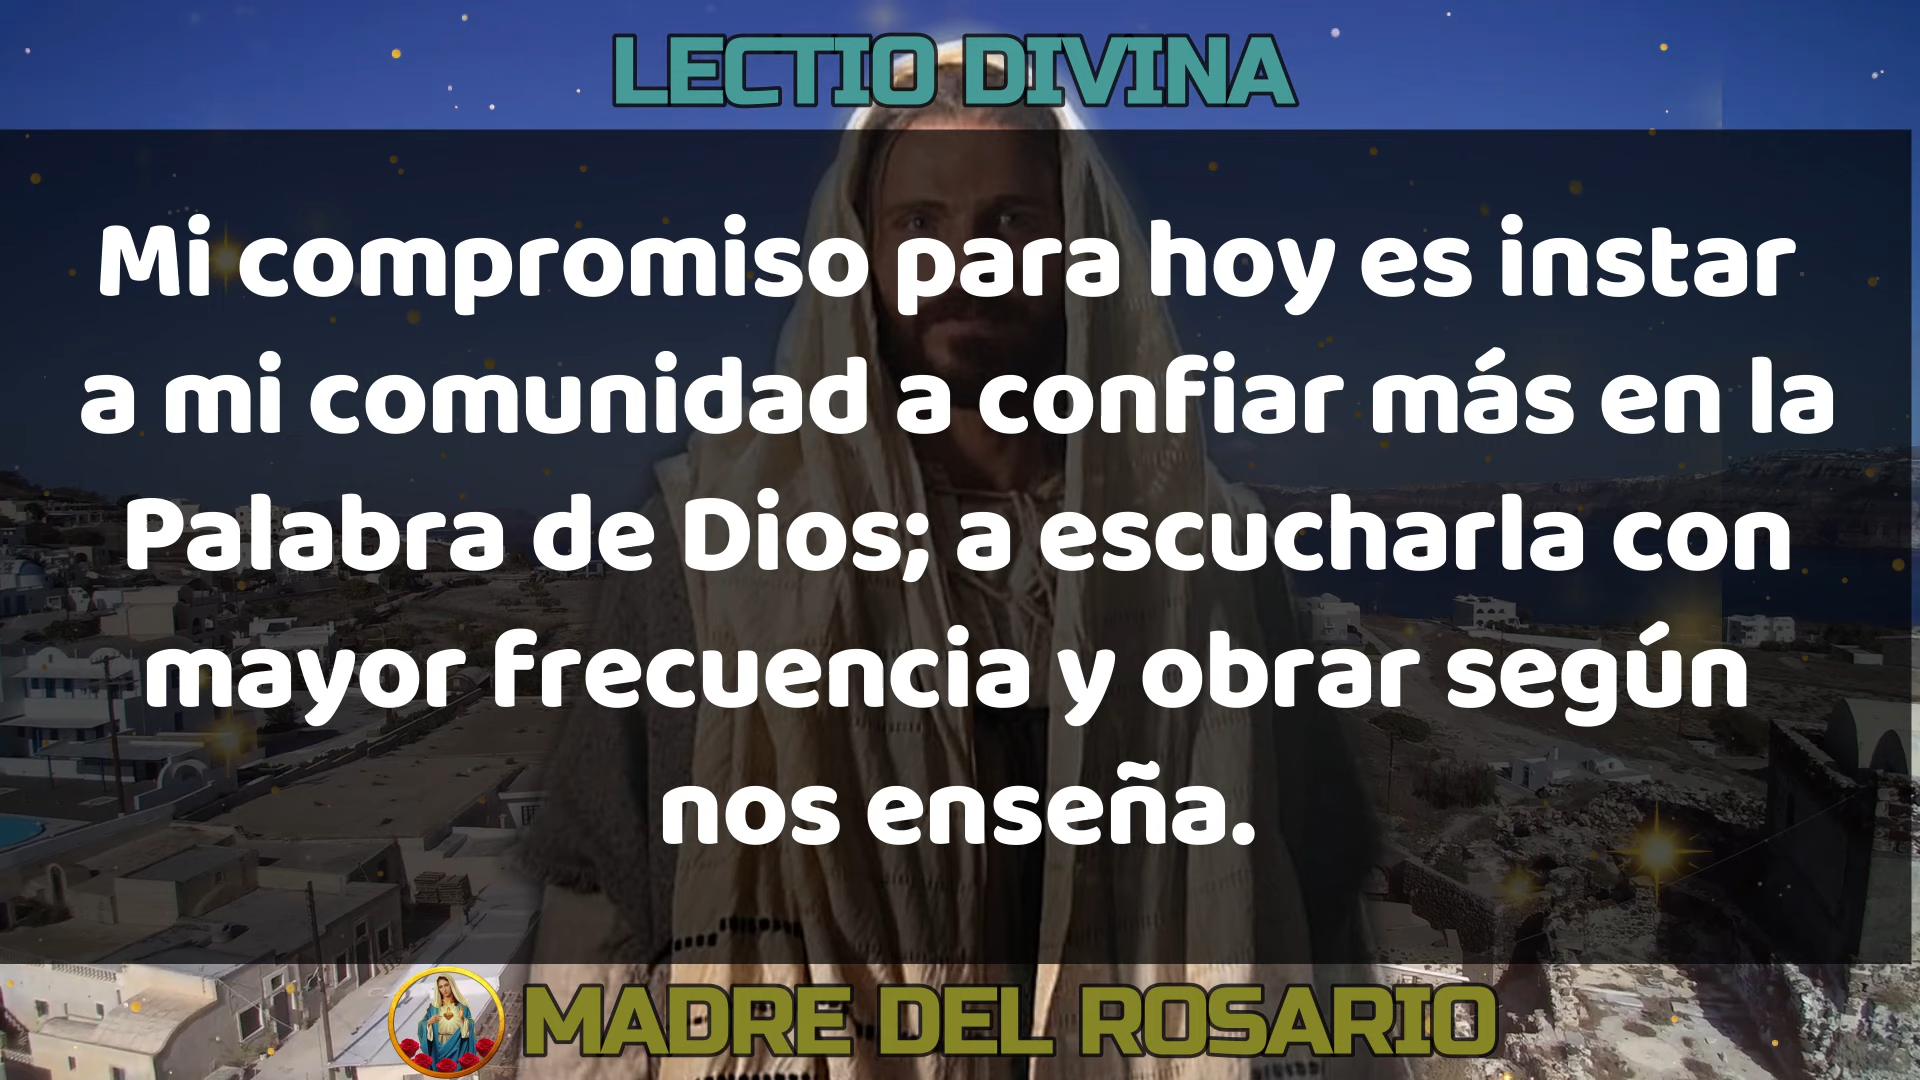 LECTIO DIVINA
Mi compromiso para hoy es instar
a mi comunidad a confiar más en la
Palabra de Dios; a escucharla con
mayor frecuencia y obrar según
nos enseña.
MADRE DEL ROSARIO